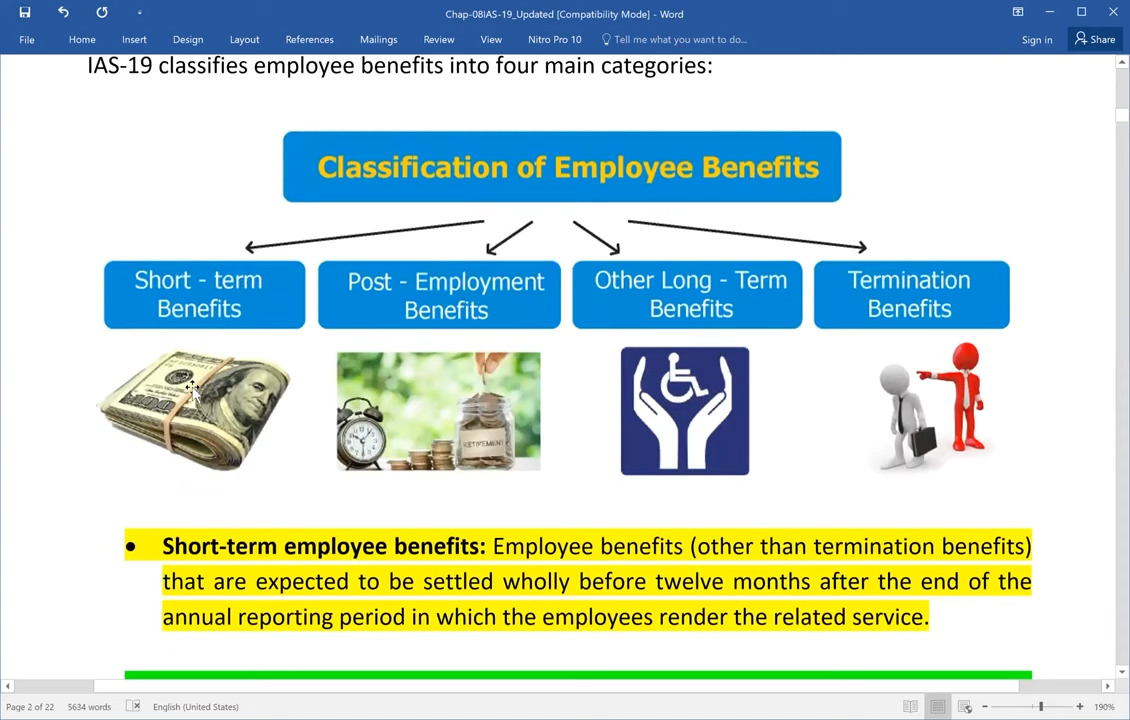 Chap-08IAS-19_Updated [Compatibility Mode] - Word
File Home Insert Design Layout References Mailings Review View Nitro Pro 10 Tell me what you want to do... Sign in Share
IAS-19 classifies employee benefits into four main categories:
Classification of Employee Benefits
Short - term
Benefits
Post - Employment
Benefits
Other Long - Term
Benefits
Termination
Benefits
RETIREMENT
• Short-term employee benefits: Employee benefits (other than termination benefits)
that are expected to be settled wholly before twelve months after the end of the
annual reporting period in which the employees render the related service.
Page 2 of 22 5634 words English (United States) 190%